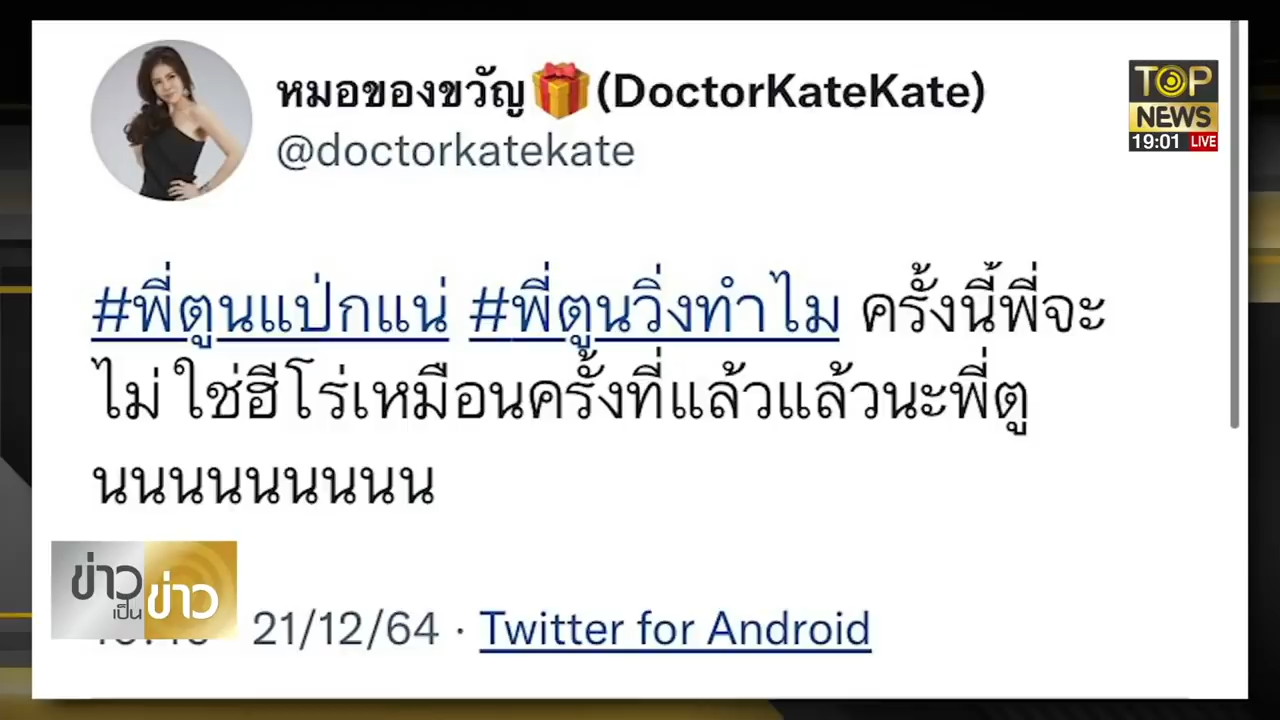 หมอของขวัญ🎁(DoctorKateKate)
@doctorkatekate
TOP
NEWS
19:01 LIVE
#พี่ตูนแป่กแน่ #พี่ตูนวิ่งทำไม ครั้งนี้พี่จะ
ไม่ใช่ฮีโร่เหมือนครั้งที่แล้วแล้วนะพี่ตู
นนนนนนนนน
ข่าว
เป็น ข่าว
21/12/64 · Twitter for Android